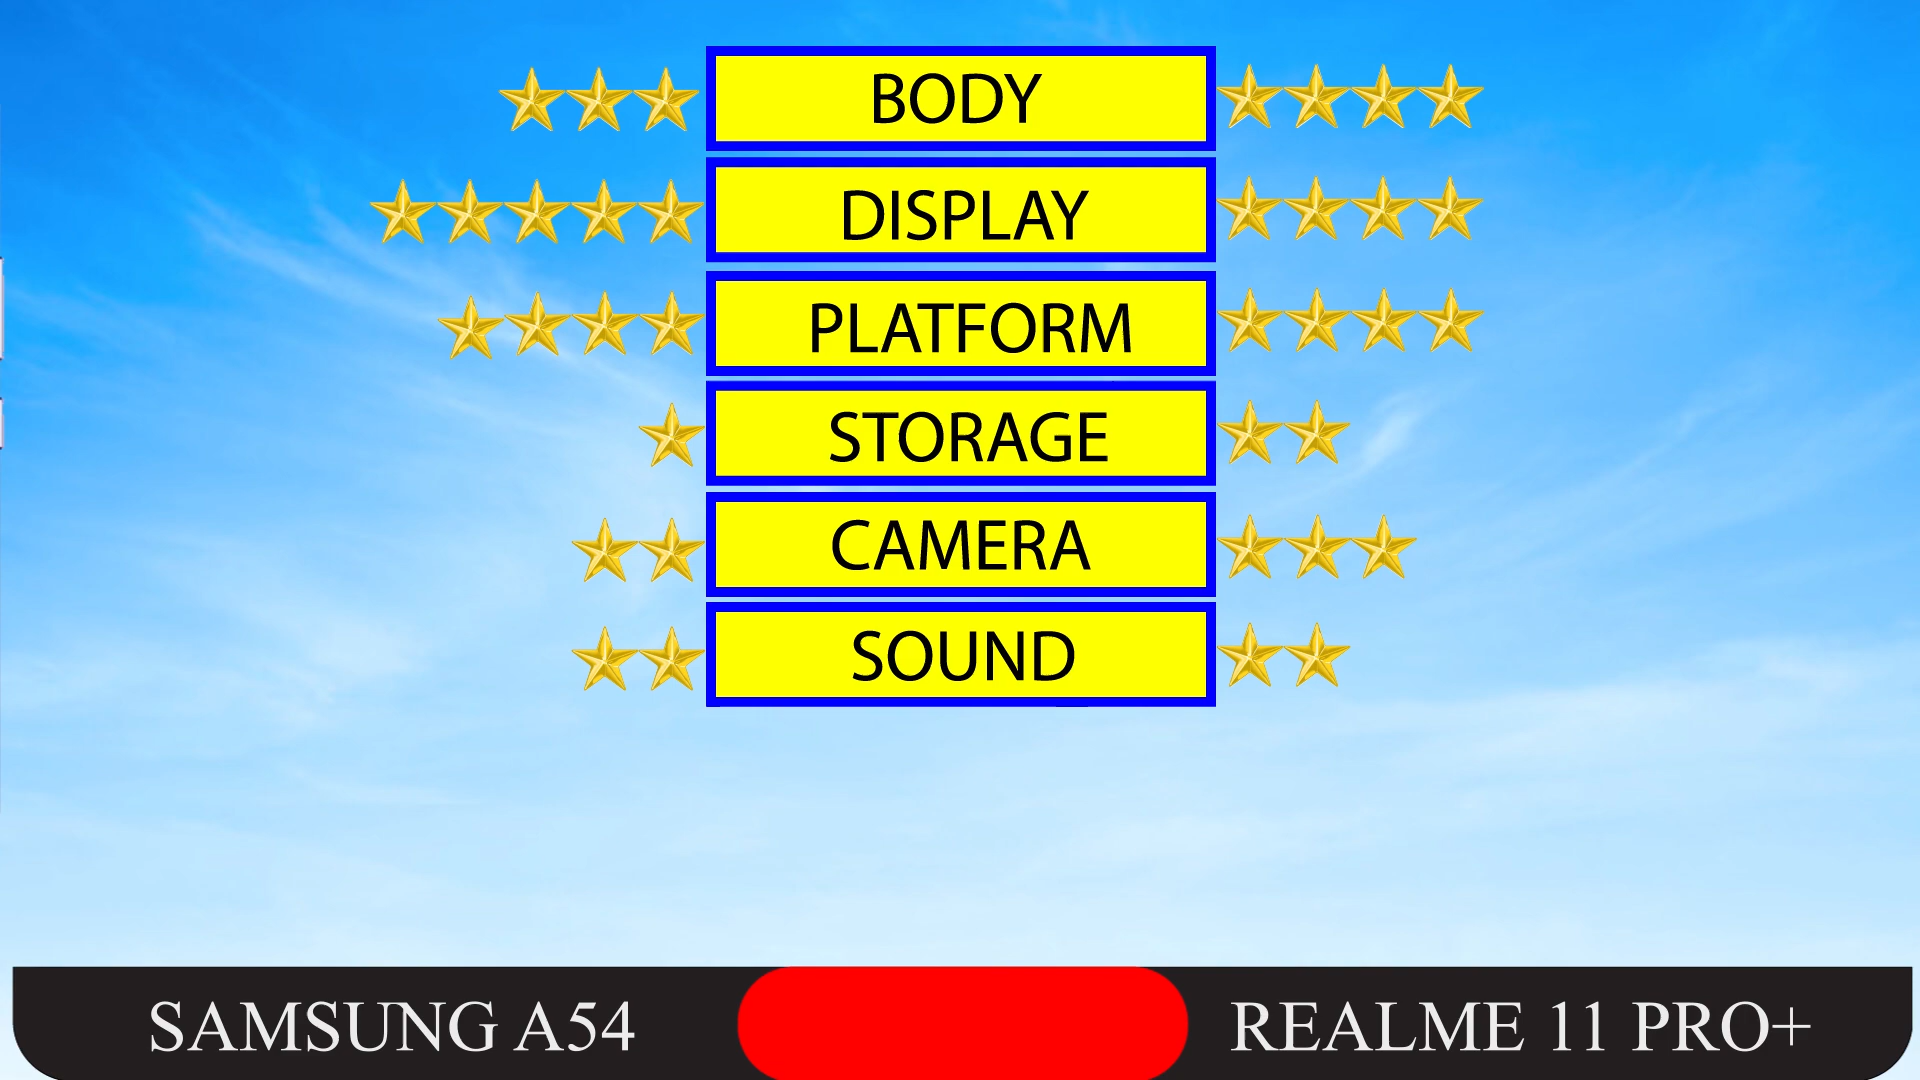 BODY
DISPLAY
PLATFORM
STORAGE
CAMERA
SOUND
SAMSUNG A54
REALME 11 PRO+